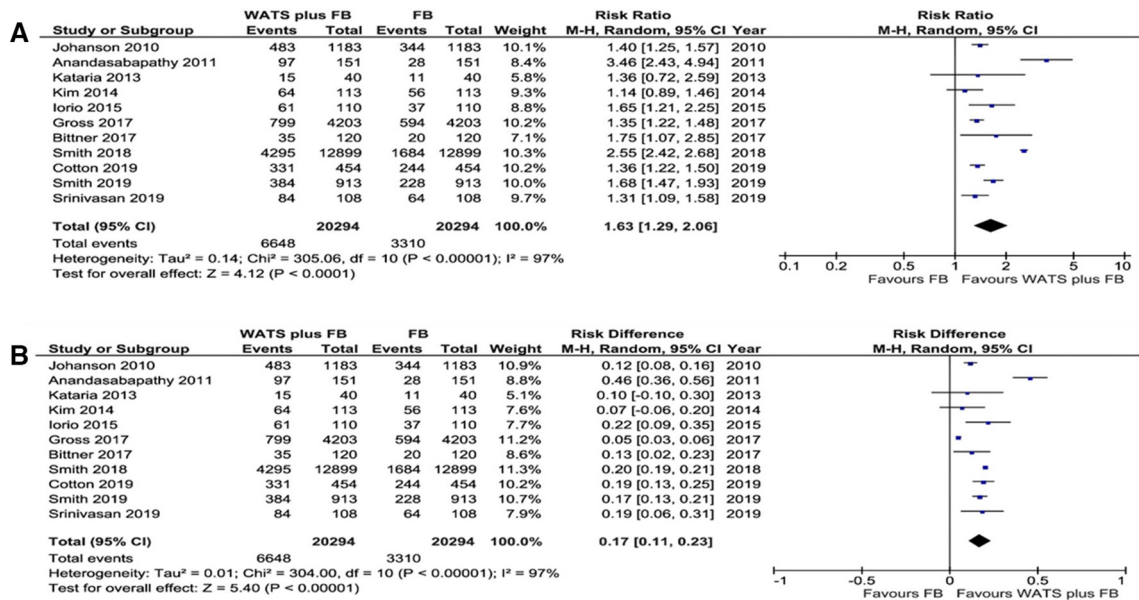 A
WATS plus FB FB Risk Ratio Risk Ratio
Study or Subgroup Events Total Events Total Weight M-H, Random, 95% CI Year M-H, Random, 95% CI
Johanson 2010 483 1183 344 1183 10.1% 1.40 [1.25, 1.57] 2010
Anandasabapathy 2011 97 151 28 151 8.4% 3.46 [2.43, 4.94] 2011
Kataria 2013 15 40 11 40 5.8% 1.36 [0.72, 2.59] 2013
Kim 2014 64 113 56 113 9.3% 1.14 [0.89, 1.46] 2014
Iorio 2015 61 110 37 110 8.8% 1.65 [1.21, 2.25] 2015
Gross 2017 799 4203 594 4203 10.2% 1.35 [1.22, 1.48] 2017
Bittner 2017 35 120 20 120 7.1% 1.75 [1.07, 2.85] 2017
Smith 2018 4295 12899 1684 12899 10.3% 2.55 [2.42, 2.68] 2018
Cotton 2019 331 454 244 454 10.2% 1.36 [1.22, 1.50] 2019
Smith 2019 384 913 228 913 10.0% 1.68 [1.47, 1.93] 2019
Srinivasan 2019 84 108 64 108 9.7% 1.31 [1.09, 1.58] 2019
Total (95% CI) 20294 20294 100.0% 1.63 [1.29, 2.06]
Total events 6648 3310
Heterogeneity: Tau² = 0.14; Chi² = 305.06, df = 10 (P < 0.00001); I² = 97%
Test for overall effect: Z = 4.12 (P < 0.0001)
0.1 0.2 0.5 1 2 5 10
Favours FB Favours WATS plus FB
B
WATS plus FB FB Risk Difference Risk Difference
Study or Subgroup Events Total Events Total Weight M-H, Random, 95% CI Year M-H, Random, 95% CI
Johanson 2010 483 1183 344 1183 10.9% 0.12 [0.08, 0.16] 2010
Anandasabapathy 2011 97 151 28 151 8.8% 0.46 [0.36, 0.56] 2011
Kataria 2013 15 40 11 40 5.1% 0.10 [-0.10, 0.30] 2013
Kim 2014 64 113 56 113 7.6% 0.07 [-0.06, 0.20] 2014
Iorio 2015 61 110 37 110 7.6% 0.22 [0.09, 0.35] 2015
Gross 2017 799 4203 594 4203 11.2% 0.05 [0.03, 0.06] 2017
Bittner 2017 35 120 20 120 8.6% 0.13 [0.02, 0.23] 2017
Smith 2018 4295 12899 1684 12899 11.3% 0.20 [0.19, 0.21] 2018
Cotton 2019 331 454 244 454 10.2% 0.19 [0.13, 0.25] 2019
Smith 2019 384 913 228 913 10.7% 0.17 [0.13, 0.21] 2019
Srinivasan 2019 84 108 64 108 7.9% 0.19 [0.06, 0.31] 2019
Total (95% CI) 20294 20294 100.0% 0.17 [0.11, 0.23]
Total events 6648 3310
Heterogeneity: Tau² = 0.01; Chi² = 304.00, df = 10 (P < 0.00001); I² = 97%
Test for overall effect: Z = 5.40 (P < 0.00001)
-1 -0.5 0 0.5 1
Favours FB Favours WATS plus FB